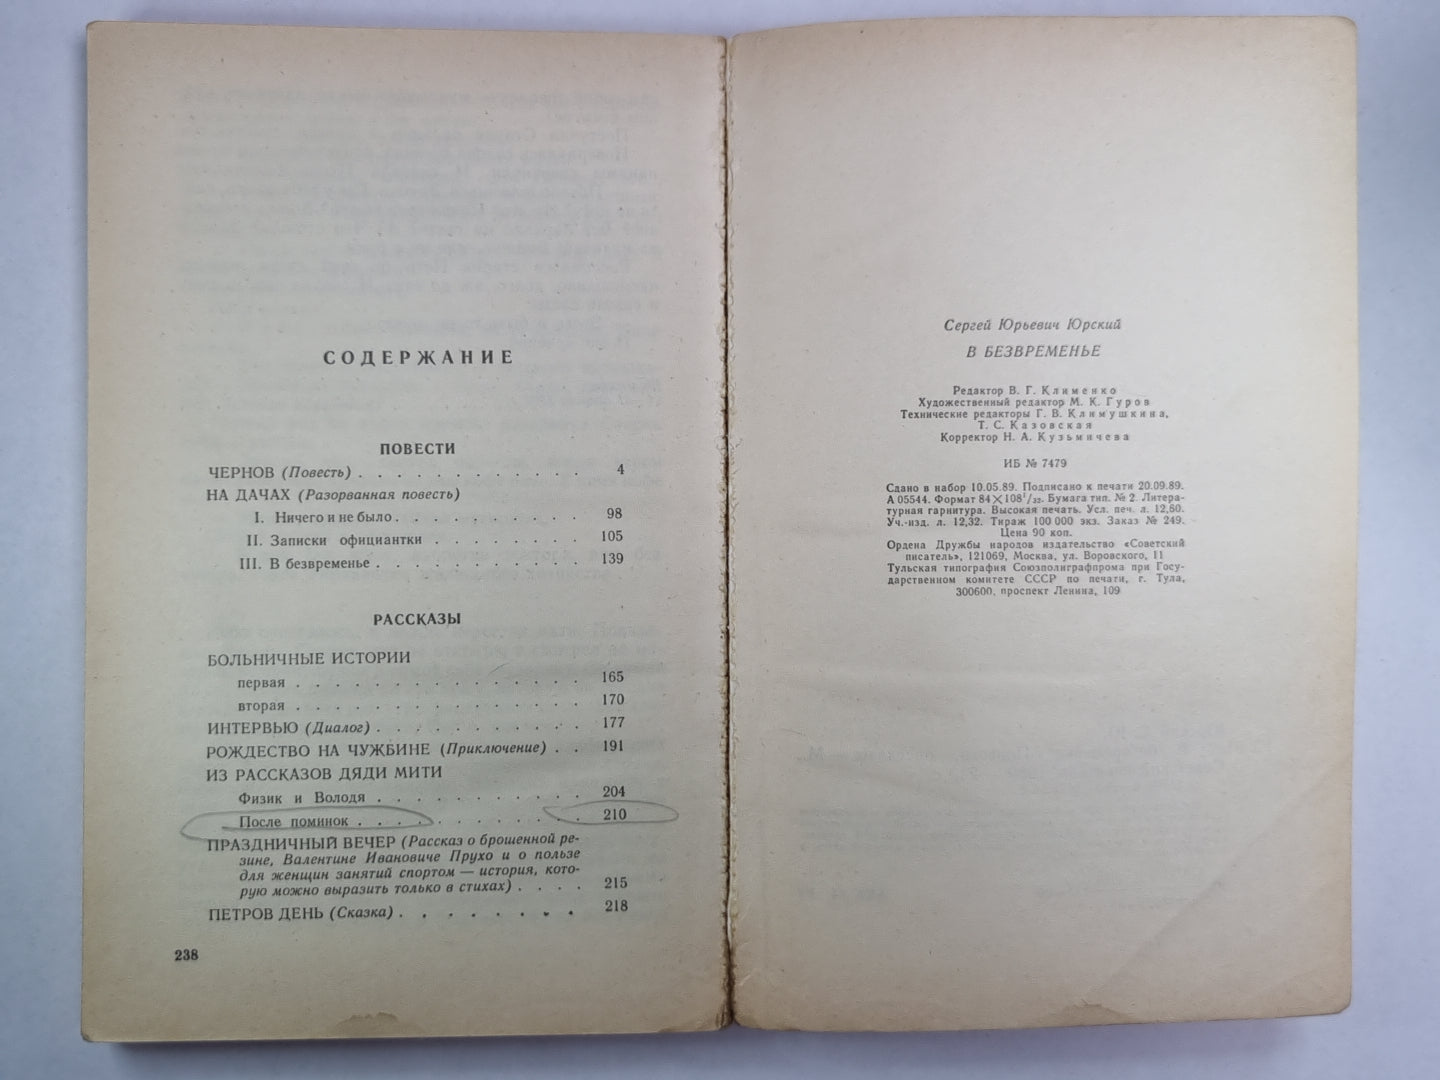 СОДЕРЖАНИЕ
ПОВЕСТИ
ЧЕРНОВ (Повесть) . . . . . . . . . . . . 4
НА ДАЧАХ (Разорванная повесть)
I. Ничего и не было . . . . . . . . . . 98
II. Записки официантки . . . . . . . . 105
III. В безвременье . . . . . . . . . . . 139
РАССКАЗЫ
БОЛЬНИЧНЫЕ ИСТОРИИ
первая . . . . . . . . . . . . . . . 165
вторая . . . . . . . . . . . . . . . 170
ИНТЕРВЬЮ (Диалог) . . . . . . . . . . . 177
РОЖДЕСТВО НА ЧУЖБИНЕ (Приключение) . . 191
ИЗ РАССКАЗОВ ДЯДИ МИТИ
Физик и Володя . . . . . . . . . . . 204
После поминок . . . . . . . . . . . . 210
ПРАЗДНИЧНЫЙ ВЕЧЕР (Рассказ о брошенной ре-
зине, Валентине Ивановиче Прухо и о пользе
для женщин занятий спортом — история, кото-
рую можно выразить только в стихах) . . . . 215
ПЕТРОВ ДЕНЬ (Сказка) . . . . . . . . . 218
238
Сергей Юрьевич Юрский
В БЕЗВРЕМЕНЬЕ
Редактор В. Г. Клименко
Художественный редактор М. К. Гуров
Технические редакторы Г. В. Климушкина,
Т. С. Казовская
Корректор Н. А. Кузьмичева
ИБ № 7479
Сдано в набор 10.05.89. Подписано к печати 20.09.89.
А 05544. Формат 84×108¹/₃₂. Бумага тип. № 2. Литера-
турная гарнитура. Высокая печать. Усл. печ. л. 12,60.
Уч.-изд. л. 12,32. Тираж 100 000 экз. Заказ № 249.
Цена 90 коп.
Ордена Дружбы народов издательство «Советский
писатель», 121069, Москва, ул. Воровского, 11
Тульская типография Союзполиграфпрома при Госу-
дарственном комитете СССР по печати, г. Тула,
300600, проспект Ленина, 109